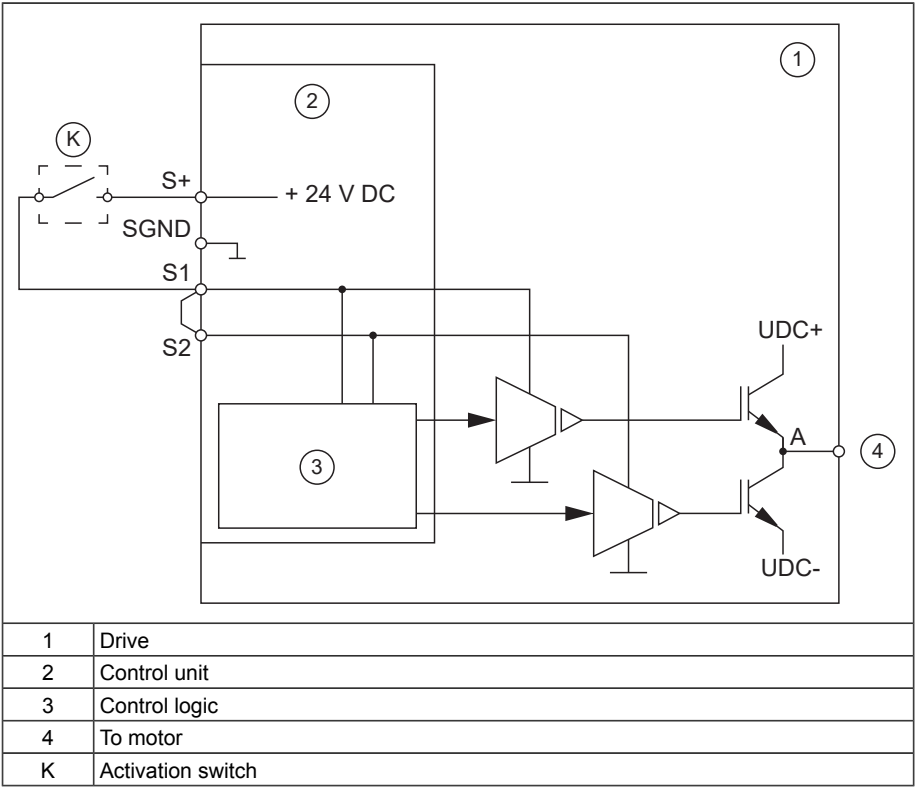 1
2
K
S+
+ 24 V DC
SGND
S1
S2
UDC+
A
3
4
UDC-
1 Drive
2 Control unit
3 Control logic
4 To motor
K Activation switch